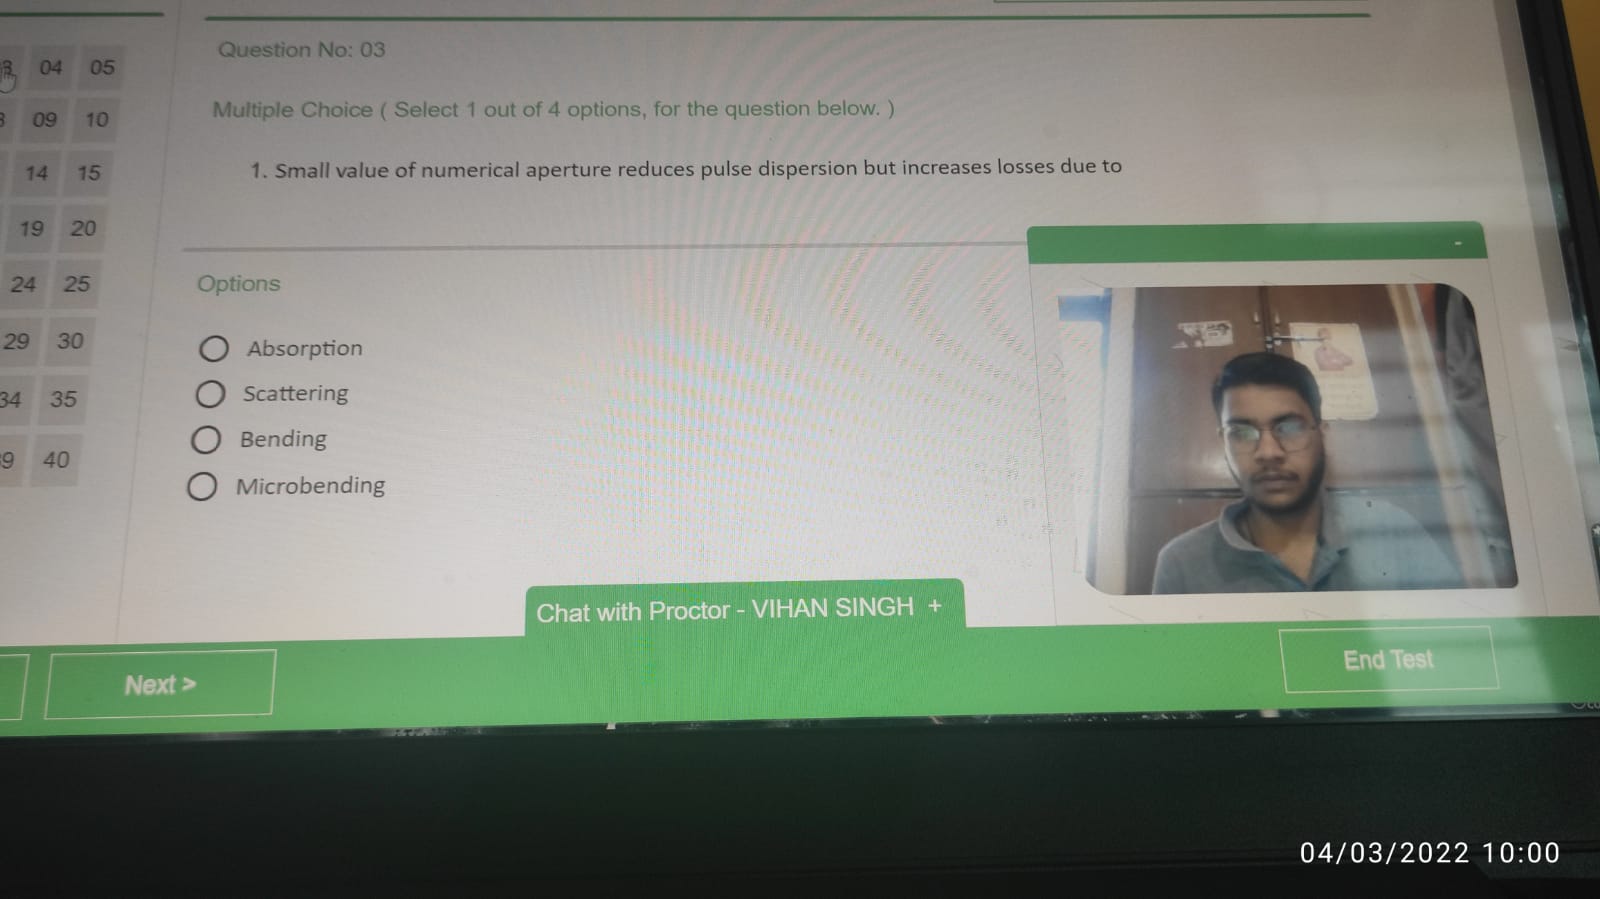 Question No: 03
04 05
09 10
14 15
19 20
24 25
29 30
34 35
40
Multiple Choice ( Select 1 out of 4 options, for the question below. )
1. Small value of numerical aperture reduces pulse dispersion but increases losses due to
Options
Absorption
Scattering
Bending
Microbending
Chat with Proctor - VIHAN SINGH +
Next >
End Test
04/03/2022 10:00